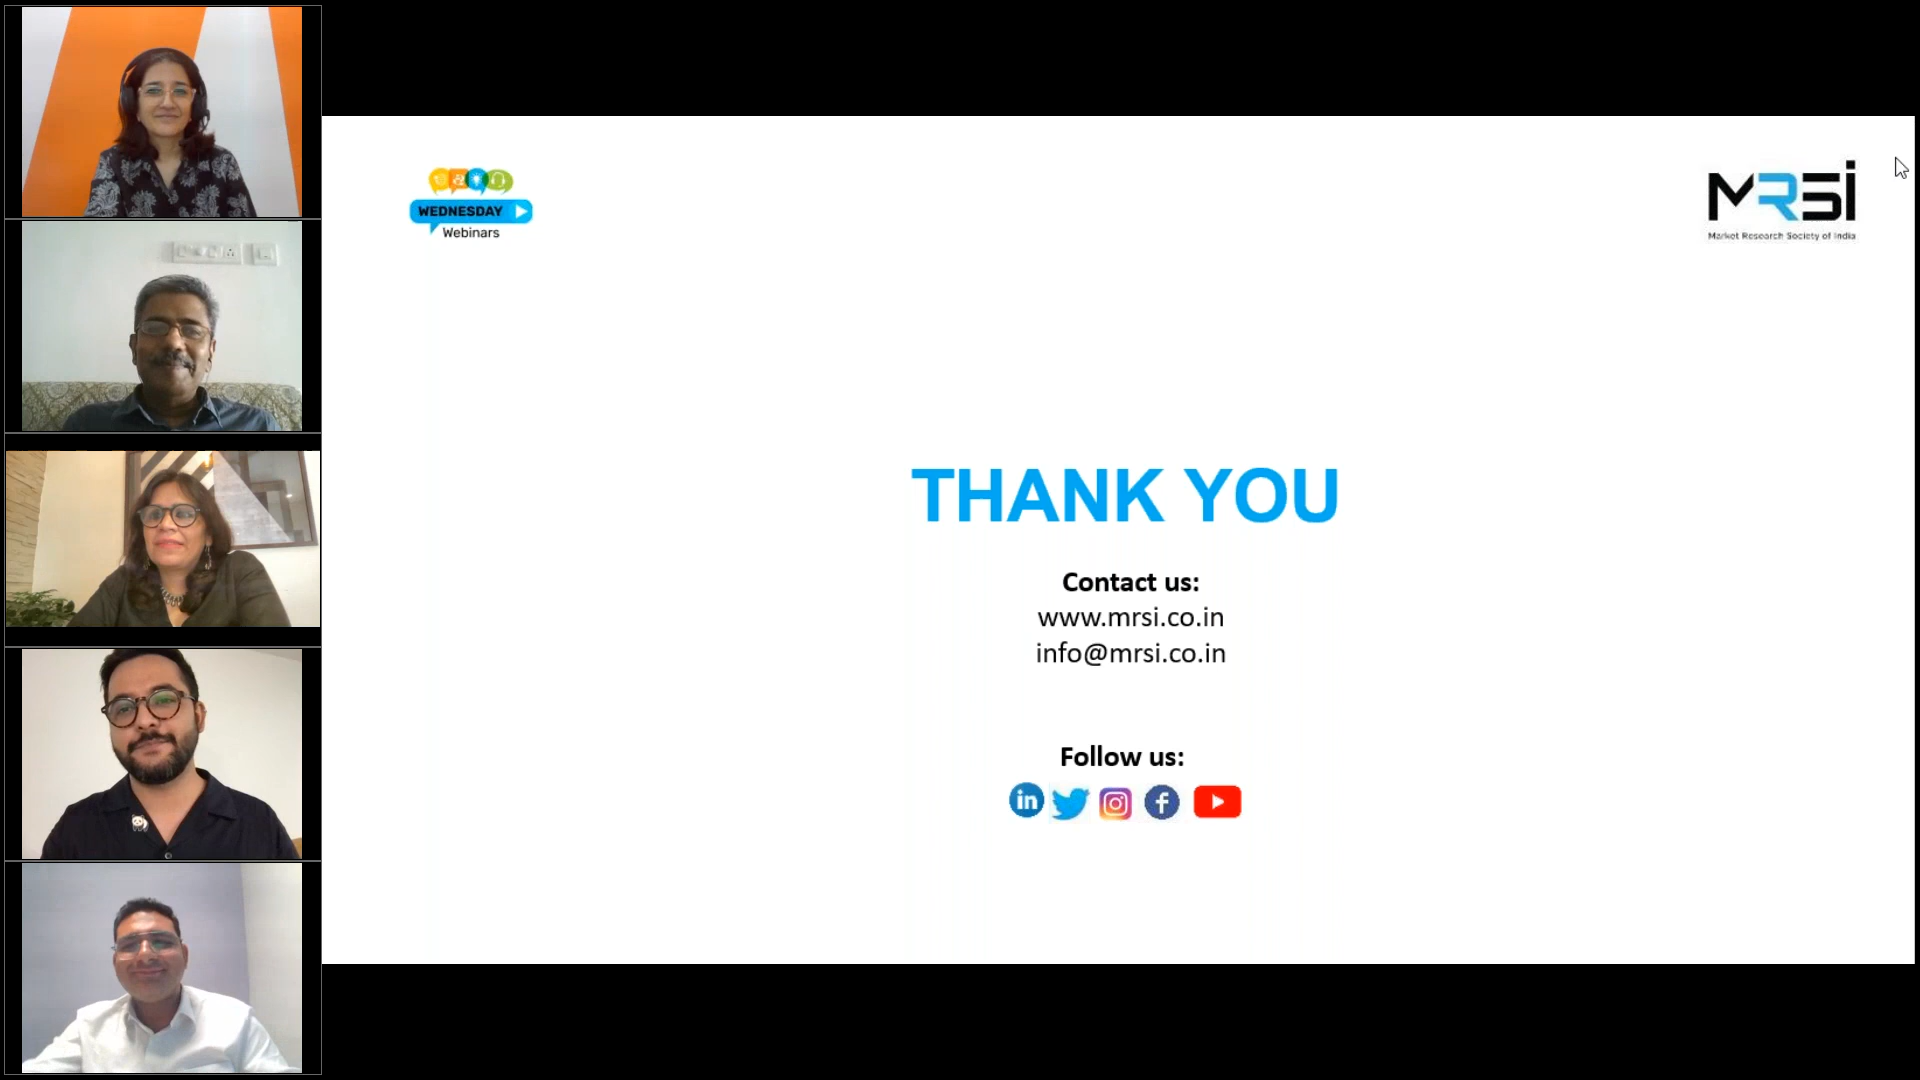 WEDNESDAY
Webinars
MRSI
Market Research Society of India
THANK YOU
Contact us:
www.mrsi.co.in
info@mrsi.co.in
Follow us:
in
f